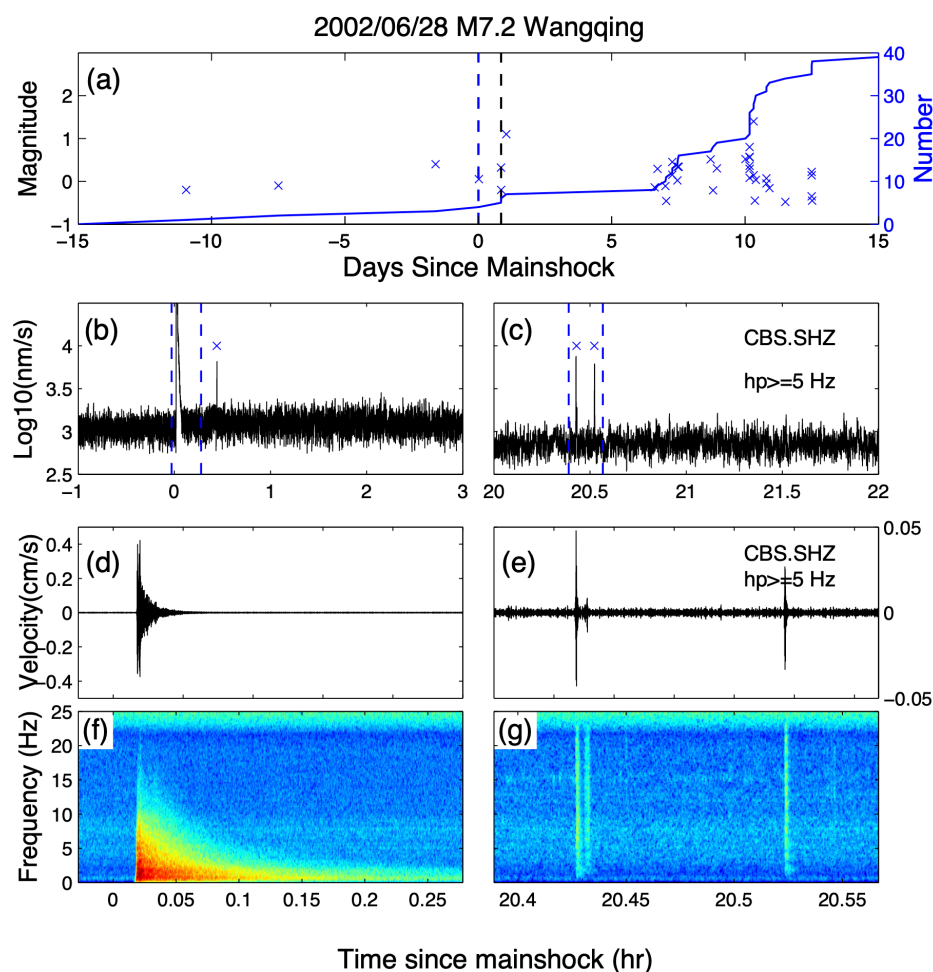 2002/06/28 M7.2 Wangqing
(a)
Magnitude
2
1
0
−1
40
30
20
10
0
Number
−15 −10 −5 0 5 10 15
Days Since Mainshock
(b)
Log10(nm/s)
4
3.5
3
2.5
−1 0 1 2 3
(c)
CBS.SHZ
hp>=5 Hz
20 20.5 21 21.5 22
(d)
Velocity(cm/s)
0.4
0.2
0
−0.2
−0.4
(e)
CBS.SHZ
hp>=5 Hz
0.05
0
−0.05
(f)
Frequency (Hz)
25
20
15
10
5
0
0 0.05 0.1 0.15 0.2 0.25
(g)
20.4 20.45 20.5 20.55
Time since mainshock (hr)